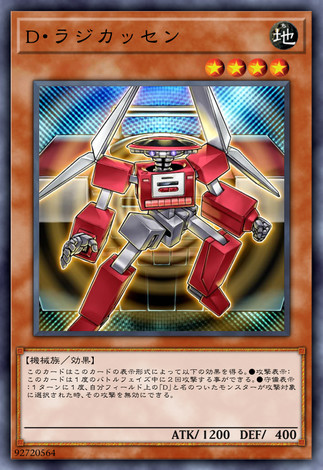 D・ラジカッセン
地
【機械族／効果】
このカードはこのカードの表示形式によって以下の効果を得る。●攻撃表示：
このカードは１度のバトルフェイズ中に２回攻撃する事ができる。●守備表示
：１ターンに１度、自分フィールド上の「D」と名のついたモンスターが攻撃対象
に選択された時、その攻撃を無効にできる。
ATK/ 1200 DEF/ 400
92720564